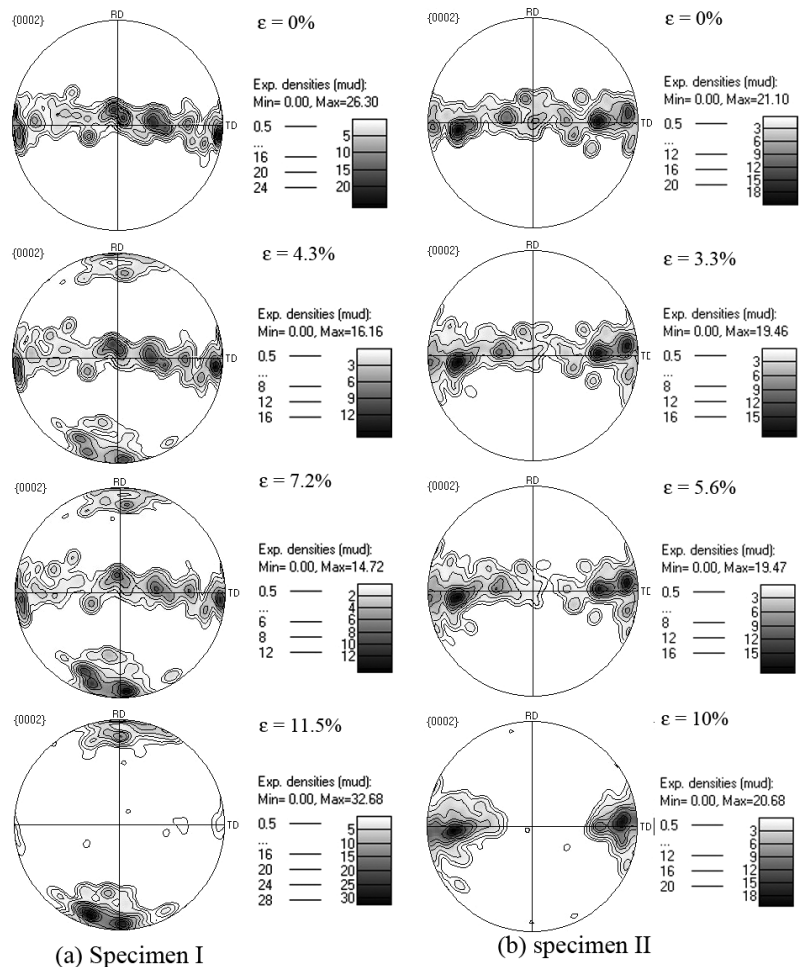 {0002}
RD
TD
ε = 0%
Exp. densities (mud):
Min= 0.00, Max=26.30
0.5
...
16
20
24
5
10
15
20
{0002}
RD
TD
ε = 4.3%
Exp. densities (mud):
Min= 0.00, Max=16.16
0.5
...
8
12
16
3
6
9
12
{0002}
RD
TD
ε = 7.2%
Exp. densities (mud):
Min= 0.00, Max=14.72
0.5
...
6
8
12
2
4
6
8
10
12
{0002}
RD
TD
ε = 11.5%
Exp. densities (mud):
Min= 0.00, Max=32.68
0.5
...
16
20
24
28
5
10
15
20
25
30
(a) Specimen I
{0002}
RD
TD
ε = 0%
Exp. densities (mud):
Min= 0.00, Max=21.10
0.5
...
12
16
20
3
6
9
12
15
18
{0002}
RD
TD
ε = 3.3%
Exp. densities (mud):
Min= 0.00, Max=19.46
0.5
...
8
12
16
3
6
9
12
15
{0002}
RD
TD
ε = 5.6%
Exp. densities (mud):
Min= 0.00, Max=19.47
0.5
...
8
12
16
3
6
9
12
15
{0002}
RD
TD
ε = 10%
Exp. densities (mud):
Min= 0.00, Max=20.68
0.5
...
12
16
20
3
6
9
12
15
18
(b) specimen II